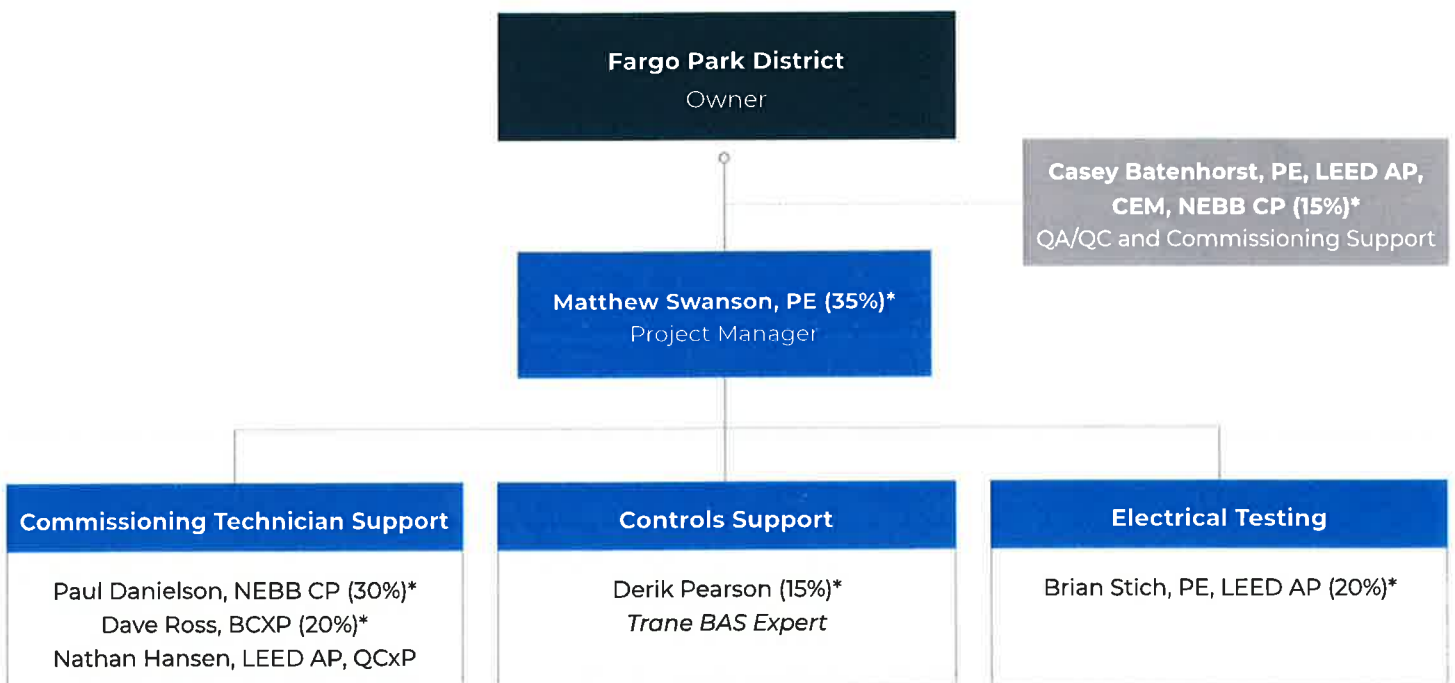 Fargo Park District
Owner
Casey Batenhorst, PE, LEED AP,
CEM, NEBB CP (15%)*
QA/QC and Commissioning Support
Matthew Swanson, PE (35%)*
Project Manager
Commissioning Technician Support
Paul Danielson, NEBB CP (30%)*
Dave Ross, BCXP (20%)*
Nathan Hansen, LEED AP, QCxP
Controls Support
Derik Pearson (15%)*
Trane BAS Expert
Electrical Testing
Brian Stich, PE, LEED AP (20%)*